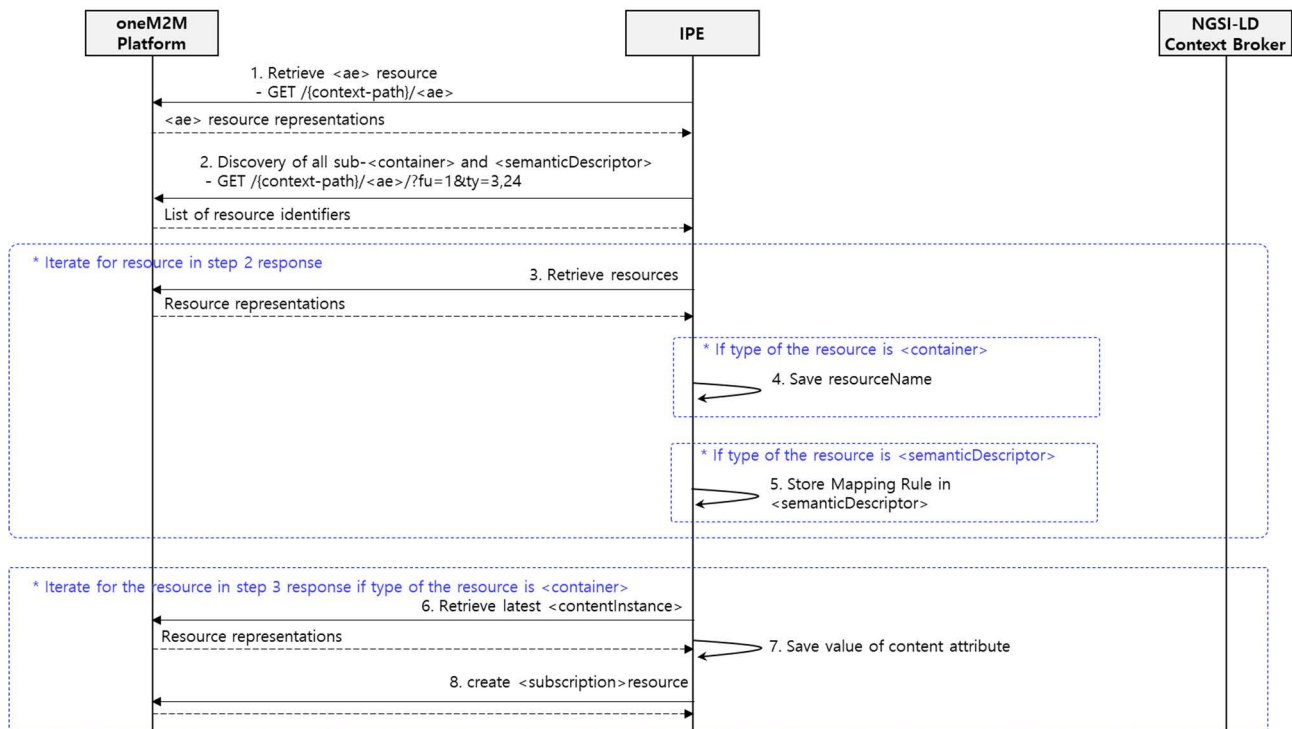 oneM2M
Platform
IPE
NGSI-LD
Context Broker
1. Retrieve <ae> resource
- GET /{context-path}/<ae>
<ae> resource representations
2. Discovery of all sub-<container> and <semanticDescriptor>
- GET /{context-path}/<ae>/?fu=1&ty=3,24
List of resource identifiers
* Iterate for resource in step 2 response
3. Retrieve resources
Resource representations
* If type of the resource is <container>
4. Save resourceName
* If type of the resource is <semanticDescriptor>
5. Store Mapping Rule in
<semanticDescriptor>
* Iterate for the resource in step 3 response if type of the resource is <container>
6. Retrieve latest <contentInstance>
Resource representations
7. Save value of content attribute
8. create <subscription>resource